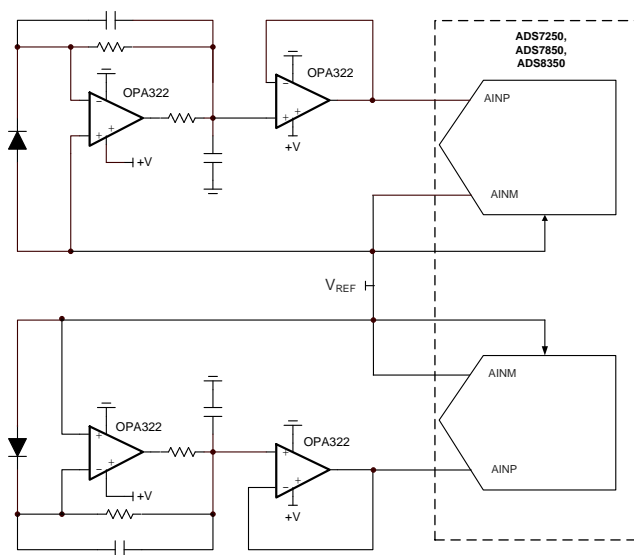 ADS7250,
ADS7850,
ADS8350
OPA322
OPA322
AINP
+V
+V
AINM
VREF
AINM
OPA322
OPA322
AINP
+V
+V